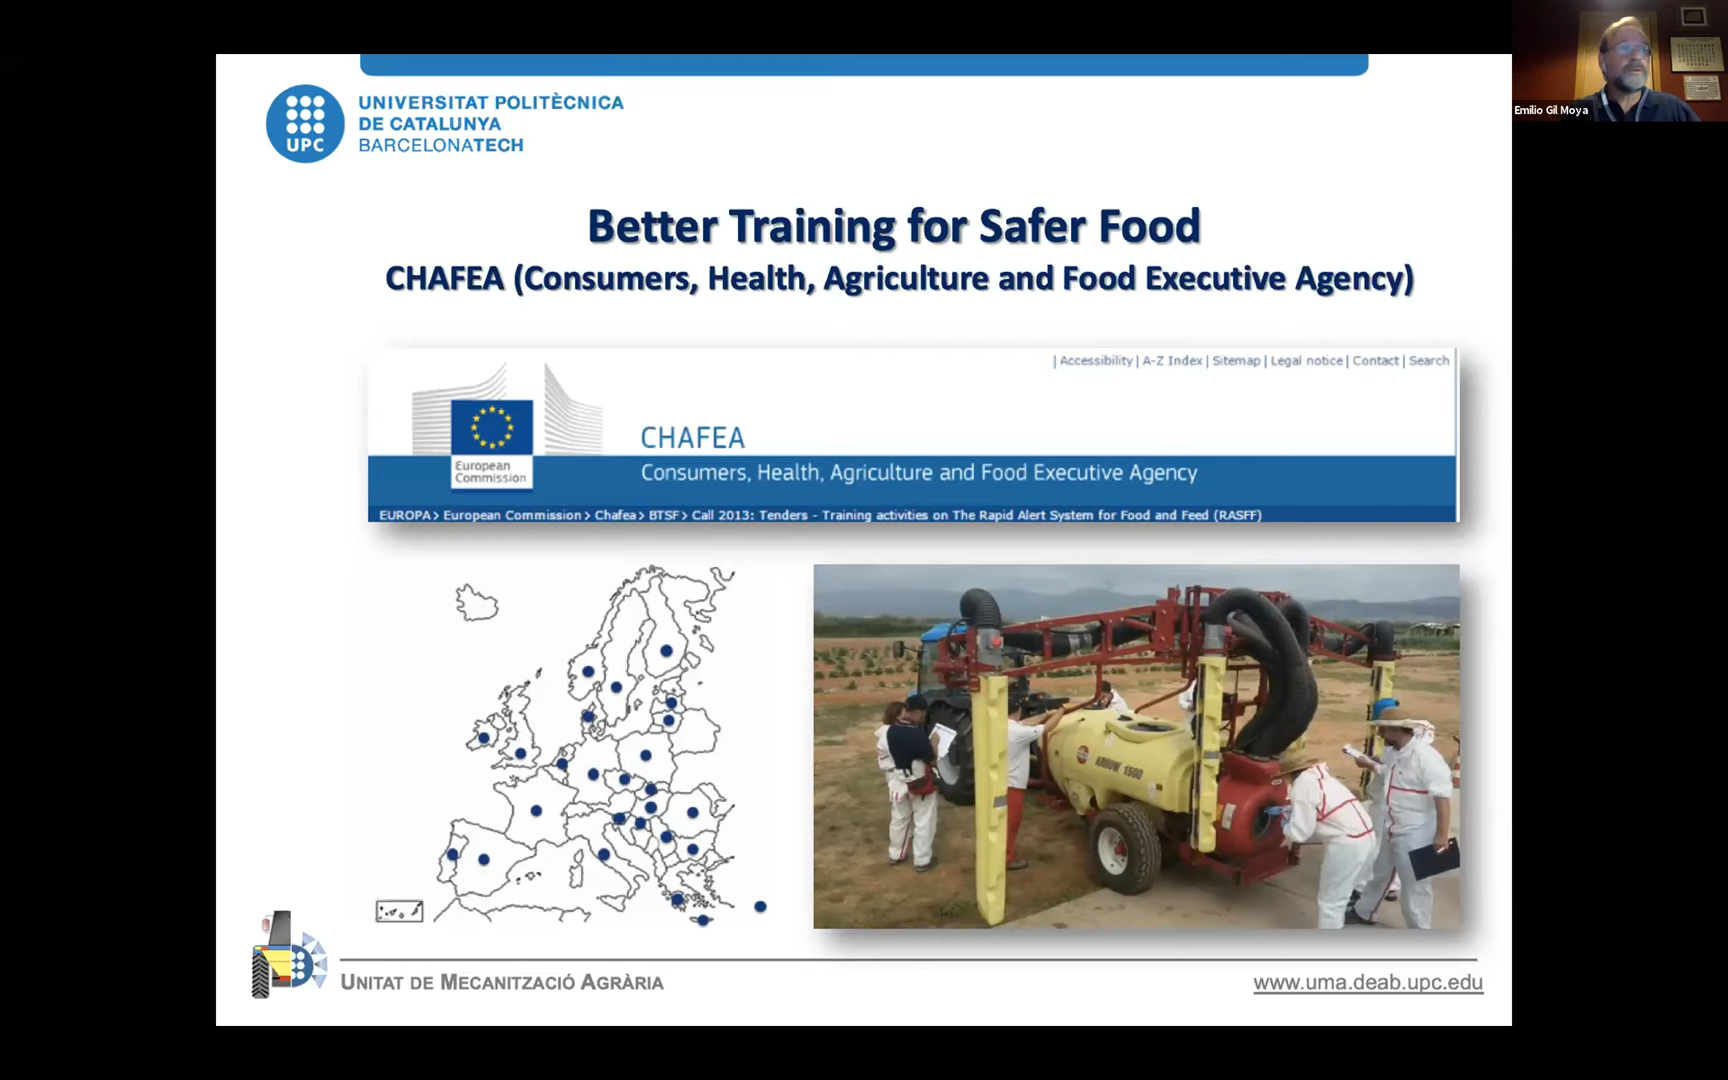 UNIVERSITAT POLITÈCNICA
DE CATALUNYA
BARCELONATECH
UPC
Emilio Gil Moya
Better Training for Safer Food
CHAFEA (Consumers, Health, Agriculture and Food Executive Agency)
| Accessibility | A-Z Index | Sitemap | Legal notice | Contact | Search
CHAFEA
Consumers, Health, Agriculture and Food Executive Agency
European
Commission
EUROPA > European Commission > Chafea > BTSF > Call 2013: Tenders - Training activities on The Rapid Alert System for Food and Feed (RASFF)
ARROW 1500
UNITAT DE MECANITZACIÓ AGRÀRIA
www.uma.deab.upc.edu